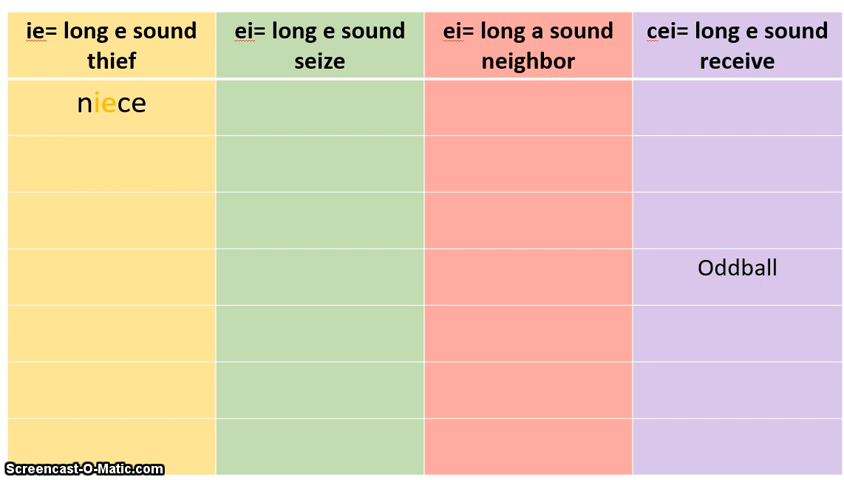 ie= long e sound
thief
ei= long e sound
seize
ei= long a sound
neighbor
cei= long e sound
receive
niece
Oddball
Screencast-O-Matic.com